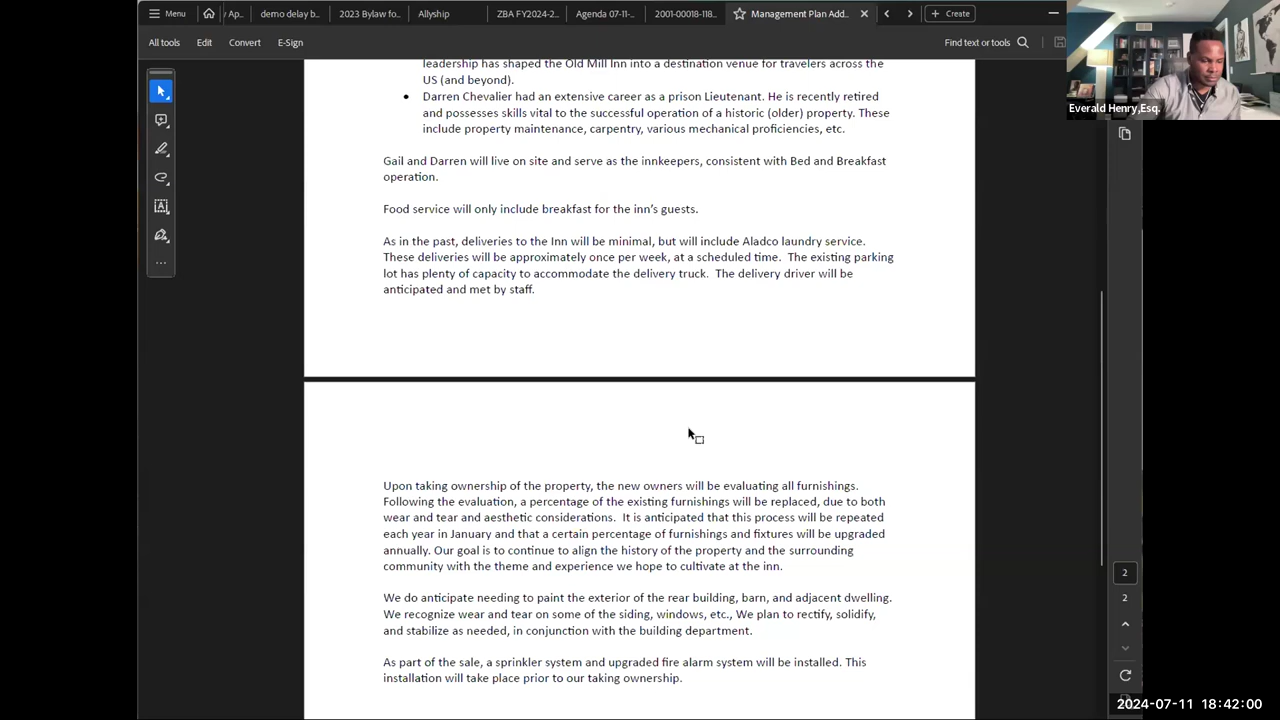 Menu
Ap...
demo delay b...
2023 Bylaw fo...
Allyship
ZBA FY2024-2...
Agenda 07-11-...
2001-00018-118...
Management Plan Add...
Create
All tools
Edit
Convert
E-Sign
Find text or tools
Everald Henry,Esq.
leadership has shaped the Old Mill Inn into a destination venue for travelers across the
US (and beyond).
• Darren Chevalier had an extensive career as a prison Lieutenant. He is recently retired
and possesses skills vital to the successful operation of a historic (older) property. These
include property maintenance, carpentry, various mechanical proficiencies, etc.
Gail and Darren will live on site and serve as the innkeepers, consistent with Bed and Breakfast
operation.
Food service will only include breakfast for the inn's guests.
As in the past, deliveries to the Inn will be minimal, but will include Aladco laundry service.
These deliveries will be approximately once per week, at a scheduled time. The existing parking
lot has plenty of capacity to accommodate the delivery truck. The delivery driver will be
anticipated and met by staff.
Upon taking ownership of the property, the new owners will be evaluating all furnishings.
Following the evaluation, a percentage of the existing furnishings will be replaced, due to both
wear and tear and aesthetic considerations. It is anticipated that this process will be repeated
each year in January and that a certain percentage of furnishings and fixtures will be upgraded
annually. Our goal is to continue to align the history of the property and the surrounding
community with the theme and experience we hope to cultivate at the inn.
We do anticipate needing to paint the exterior of the rear building, barn, and adjacent dwelling.
We recognize wear and tear on some of the siding, windows, etc., We plan to rectify, solidify,
and stabilize as needed, in conjunction with the building department.
As part of the sale, a sprinkler system and upgraded fire alarm system will be installed. This
installation will take place prior to our taking ownership.
2
2
2024-07-11 18:42:00